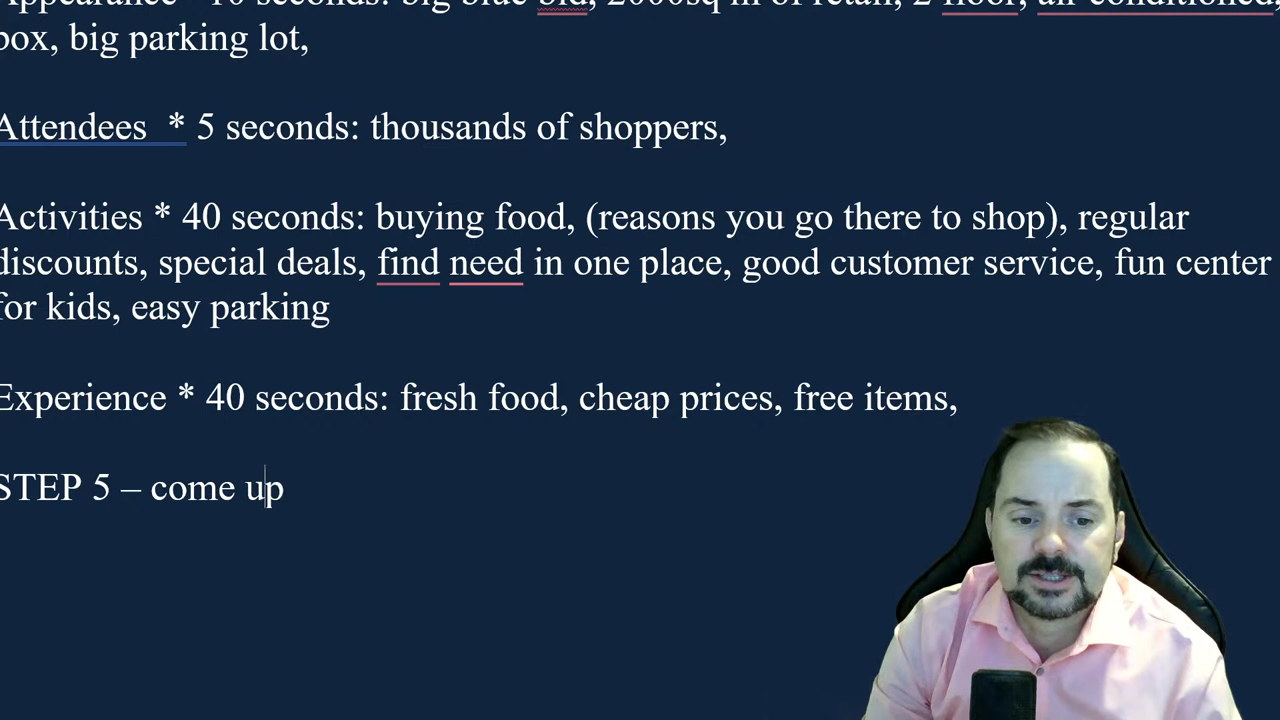 box, big parking lot,
Attendees * 5 seconds: thousands of shoppers,
Activities * 40 seconds: buying food, (reasons you go there to shop), regular
discounts, special deals, find need in one place, good customer service, fun center
for kids, easy parking
Experience * 40 seconds: fresh food, cheap prices, free items,
STEP 5 – come up